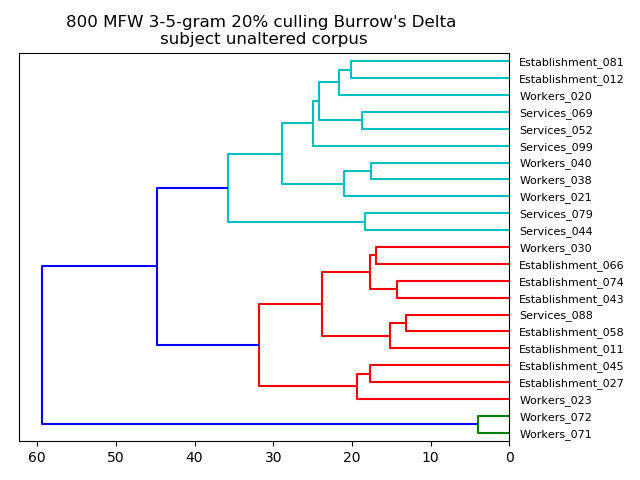 800 MFW 3-5-gram 20% culling Burrow's Delta
subject unaltered corpus
Establishment_081
Establishment_012
Workers_020
Services_069
Services_052
Services_099
Workers_040
Workers_038
Workers_021
Services_079
Services_044
Workers_030
Establishment_066
Establishment_074
Establishment_043
Services_088
Establishment_058
Establishment_011
Establishment_045
Establishment_027
Workers_023
Workers_072
Workers_071
60 50 40 30 20 10 0